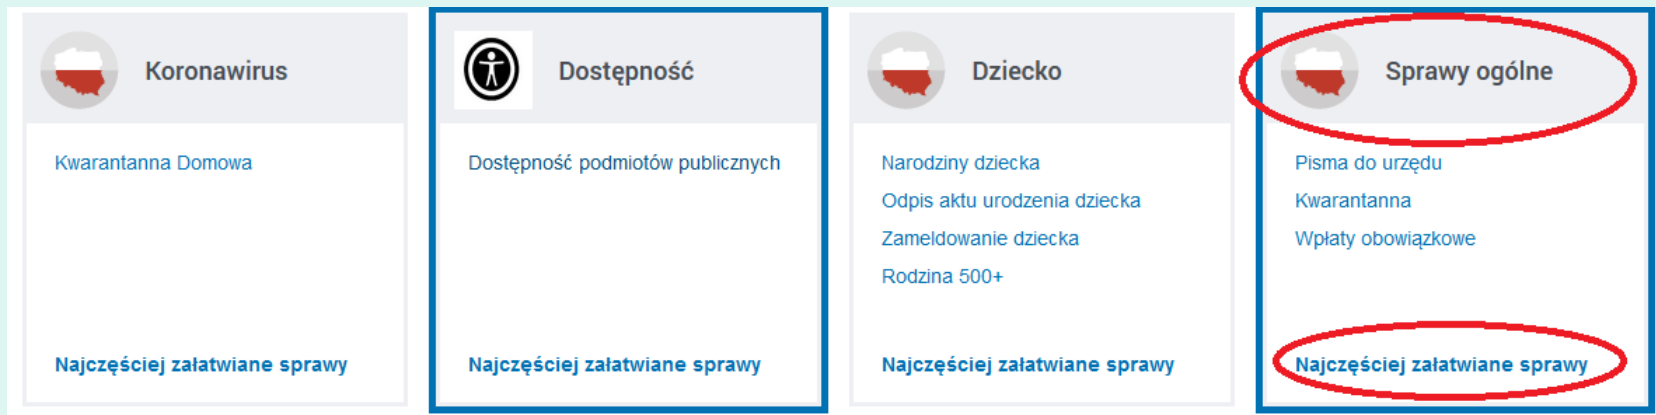 Koronawirus
Kwarantanna Domowa
Najczęściej załatwiane sprawy
Dostępność
Dostępność podmiotów publicznych
Najczęściej załatwiane sprawy
Dziecko
Narodziny dziecka
Odpis aktu urodzenia dziecka
Zameldowanie dziecka
Rodzina 500+
Najczęściej załatwiane sprawy
Sprawy ogólne
Pisma do urzędu
Kwarantanna
Wpłaty obowiązkowe
Najczęściej załatwiane sprawy